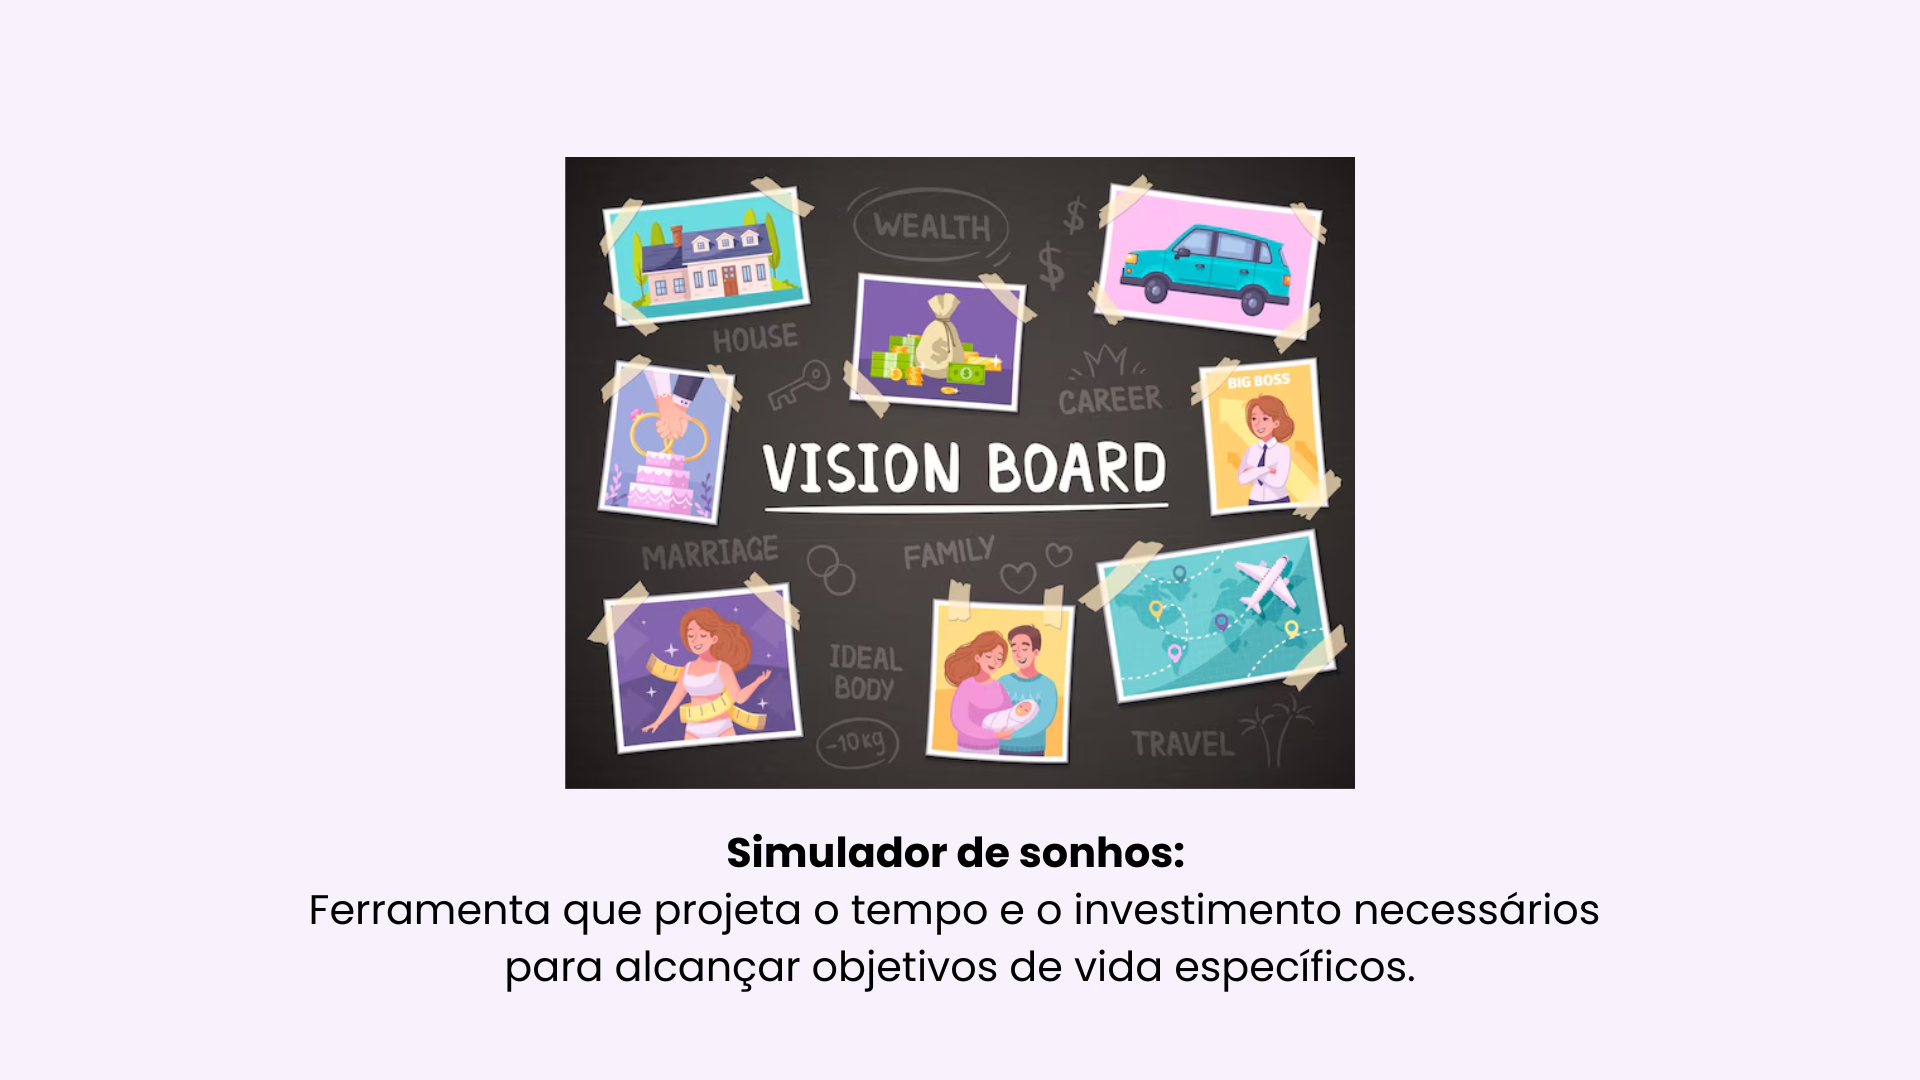 WEALTH
$
$
HOUSE
$
$
CAREER
BIG BOSS
VISION BOARD
MARRIAGE
FAMILY
IDEAL
BODY
-10 kg
TRAVEL
Simulador de sonhos:
Ferramenta que projeta o tempo e o investimento necessários
para alcançar objetivos de vida específicos.